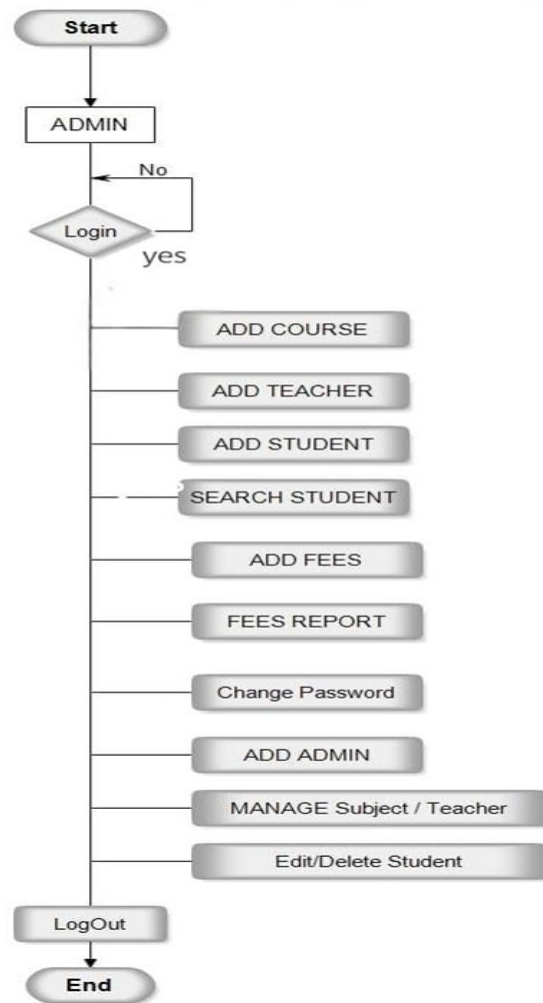 Start
ADMIN
No
Login
yes
ADD COURSE
ADD TEACHER
ADD STUDENT
SEARCH STUDENT
ADD FEES
FEES REPORT
Change Password
ADD ADMIN
MANAGE Subject / Teacher
Edit/Delete Student
LogOut
End